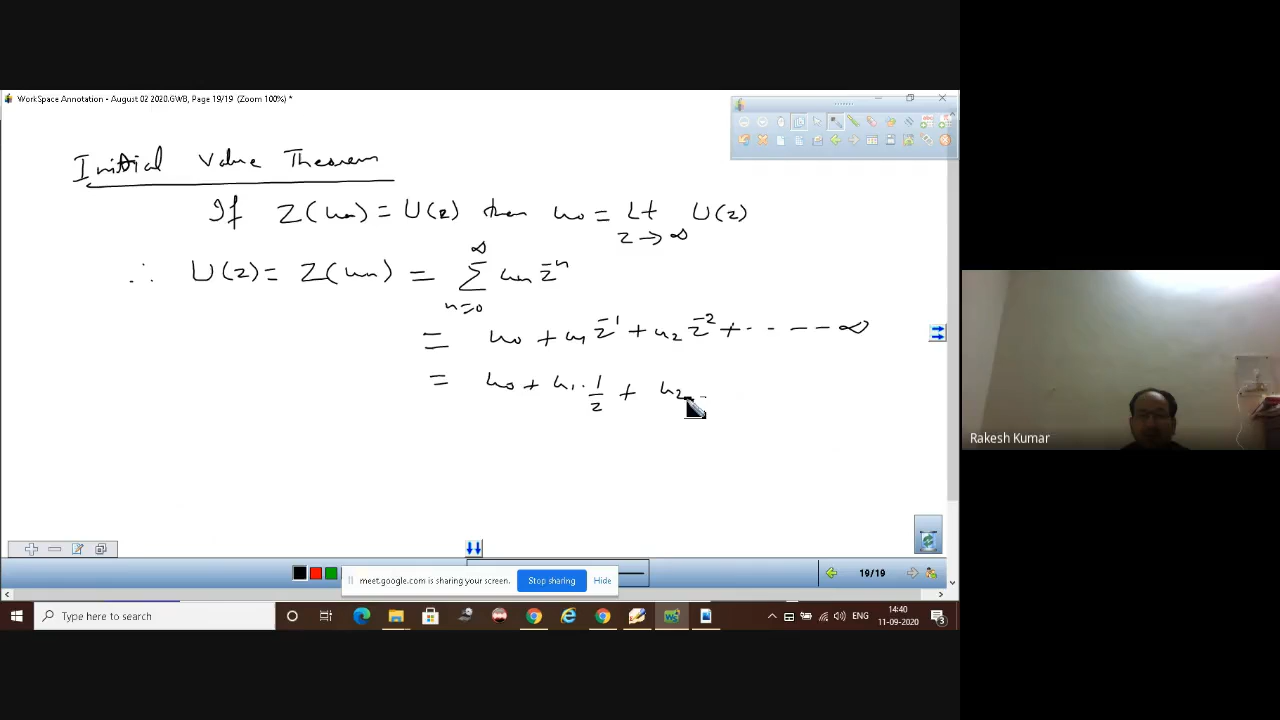 WorkSpace Annotation - August 02 2020.GWB, Page 19/19 (Zoom 100%) *
Initial Value Theorem
If Z(un) = U(z) then u0 = Lt U(z)
z → ∞
∴ U(z) = Z(un) = ∑ un z^-n
∞
n=0
= u0 + u1 z^-1 + u2 z^-2 + ..---- ∞
= u0 + u1 . 1/z + u2
Rakesh Kumar
meet.google.com is sharing your screen. Stop sharing Hide
19/19
Type here to search
ENG
14:40
11-09-2020
3